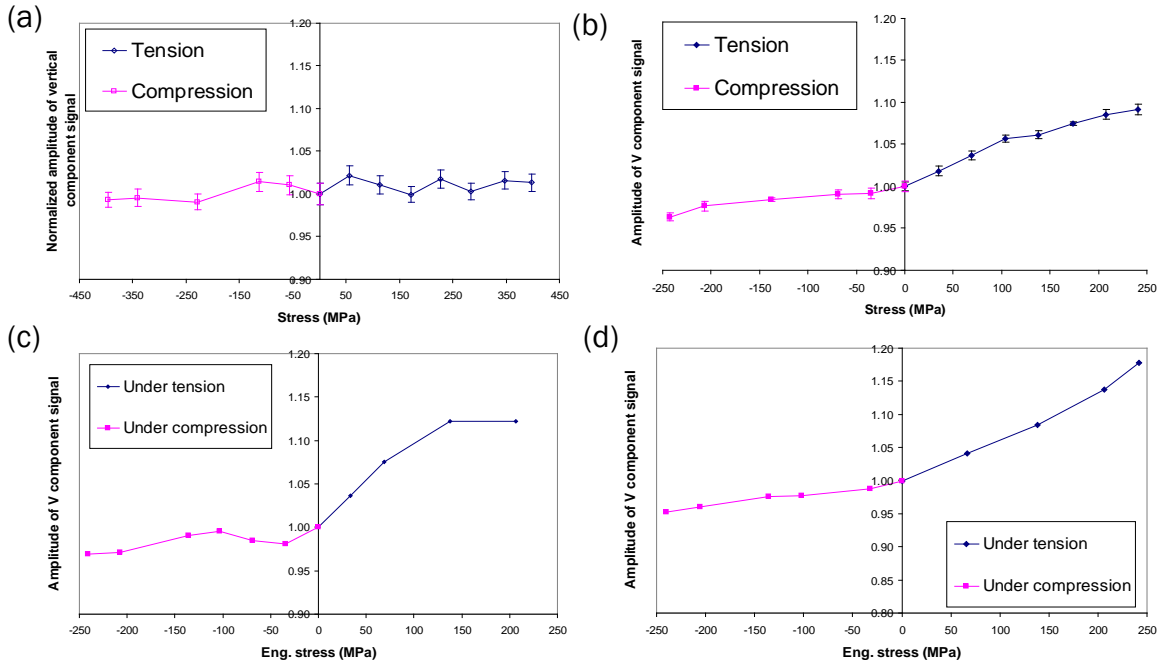 (a)
Normalized amplitude of vertical
component signal
1.20
1.15
1.10
1.05
1.00
0.95
0.90
Tension
Compression
-450 -350 -250 -150 -50 50 150 250 350 450
Stress (MPa)
(b)
Amplitude of V component signal
1.20
1.15
1.10
1.05
1.00
0.95
0.90
Tension
Compression
-250 -200 -150 -100 -50 0 50 100 150 200 250
Stress (MPa)
(c)
Amplitude of V component signal
1.20
1.15
1.10
1.05
1.00
0.95
0.90
Under tension
Under compression
-250 -200 -150 -100 -50 0 50 100 150 200 250
Eng. stress (MPa)
(d)
Amplitude of V component signal
1.20
1.15
1.10
1.05
1.00
0.95
0.90
0.85
0.80
Under tension
Under compression
-250 -200 -150 -100 -50 0 50 100 150 200 250
Eng. stress (MPa)